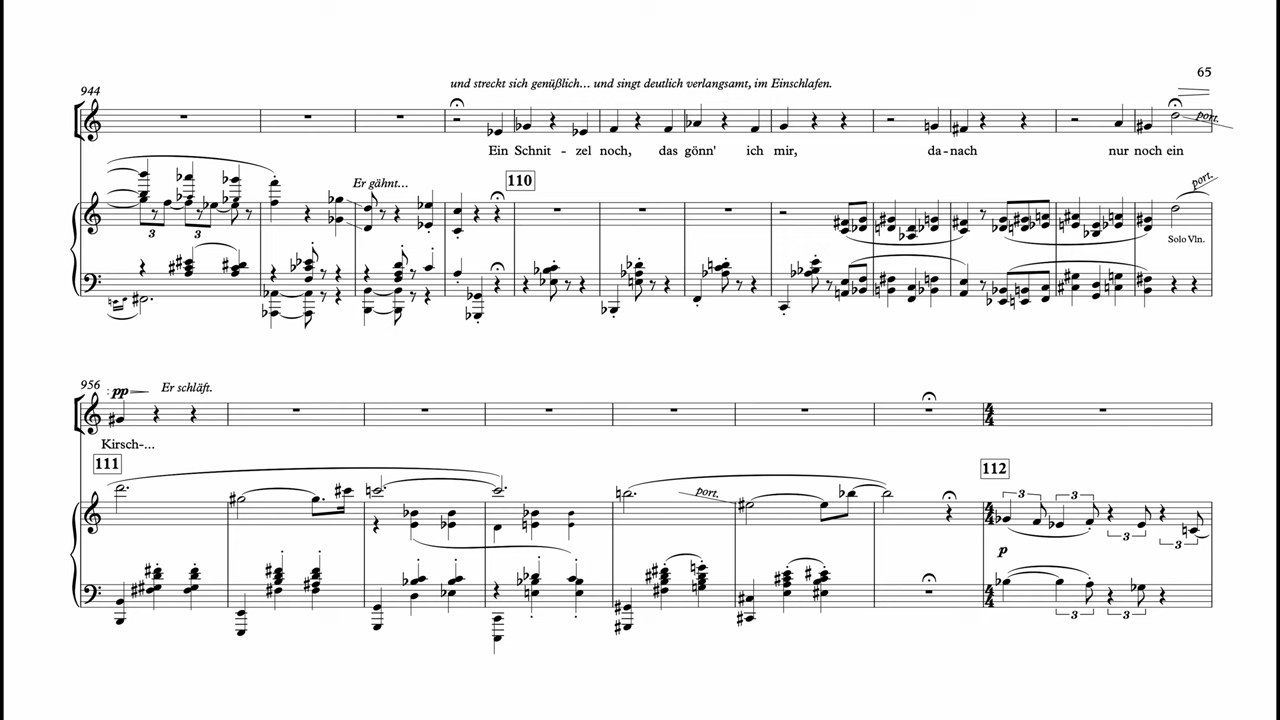 65
944
und streckt sich genüßlich... und singt deutlich verlangsamt, im Einschlafen.
port.
Ein Schnit - zel noch, das gönn' ich mir, da-nach nur noch ein
Er gähnt...
110
port.
3 3
Solo Vln.
956
pp
Er schläft.
Kirsch-...
111
112
port.
3 3 3 3
p
3 3